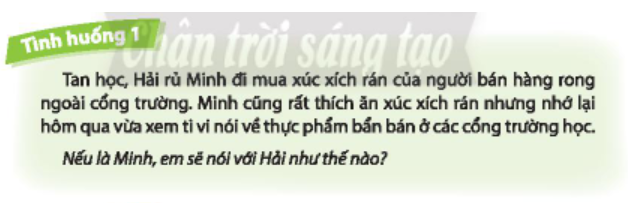 Tình huống 1
Chân trời sáng tạo
Tan học, Hải rủ Minh đi mua xúc xích rán của người bán hàng rong
ngoài cổng trường. Minh cũng rất thích ăn xúc xích rán nhưng nhớ lại
hôm qua vừa xem ti vi nói về thực phẩm bẩn bán ở các cổng trường học.
Nếu là Minh, em sẽ nói với Hải như thế nào?